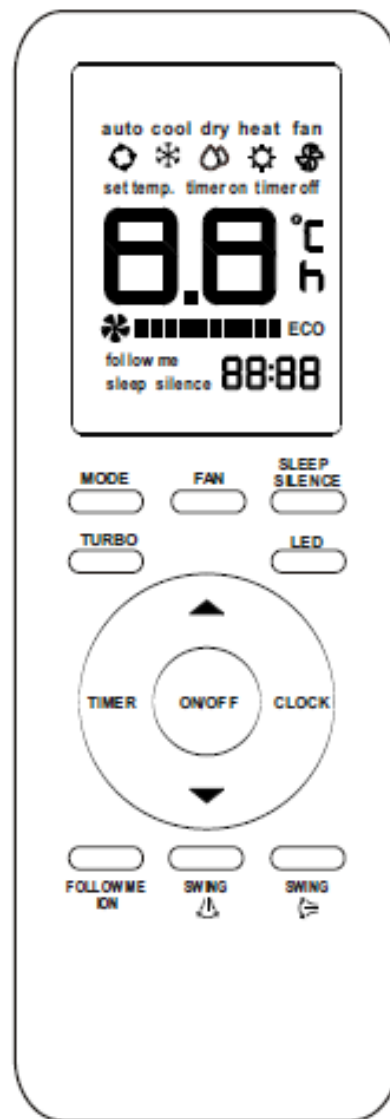 auto cool dry heat fan
set temp. timer on timer off
8.8 °C
h
ECO
follow me
sleep silence 88:88
MODE FAN SLEEP
SILENCE
TURBO LED
TIMER ON/OFF CLOCK
FOLLOW ME SWING SWING
ION